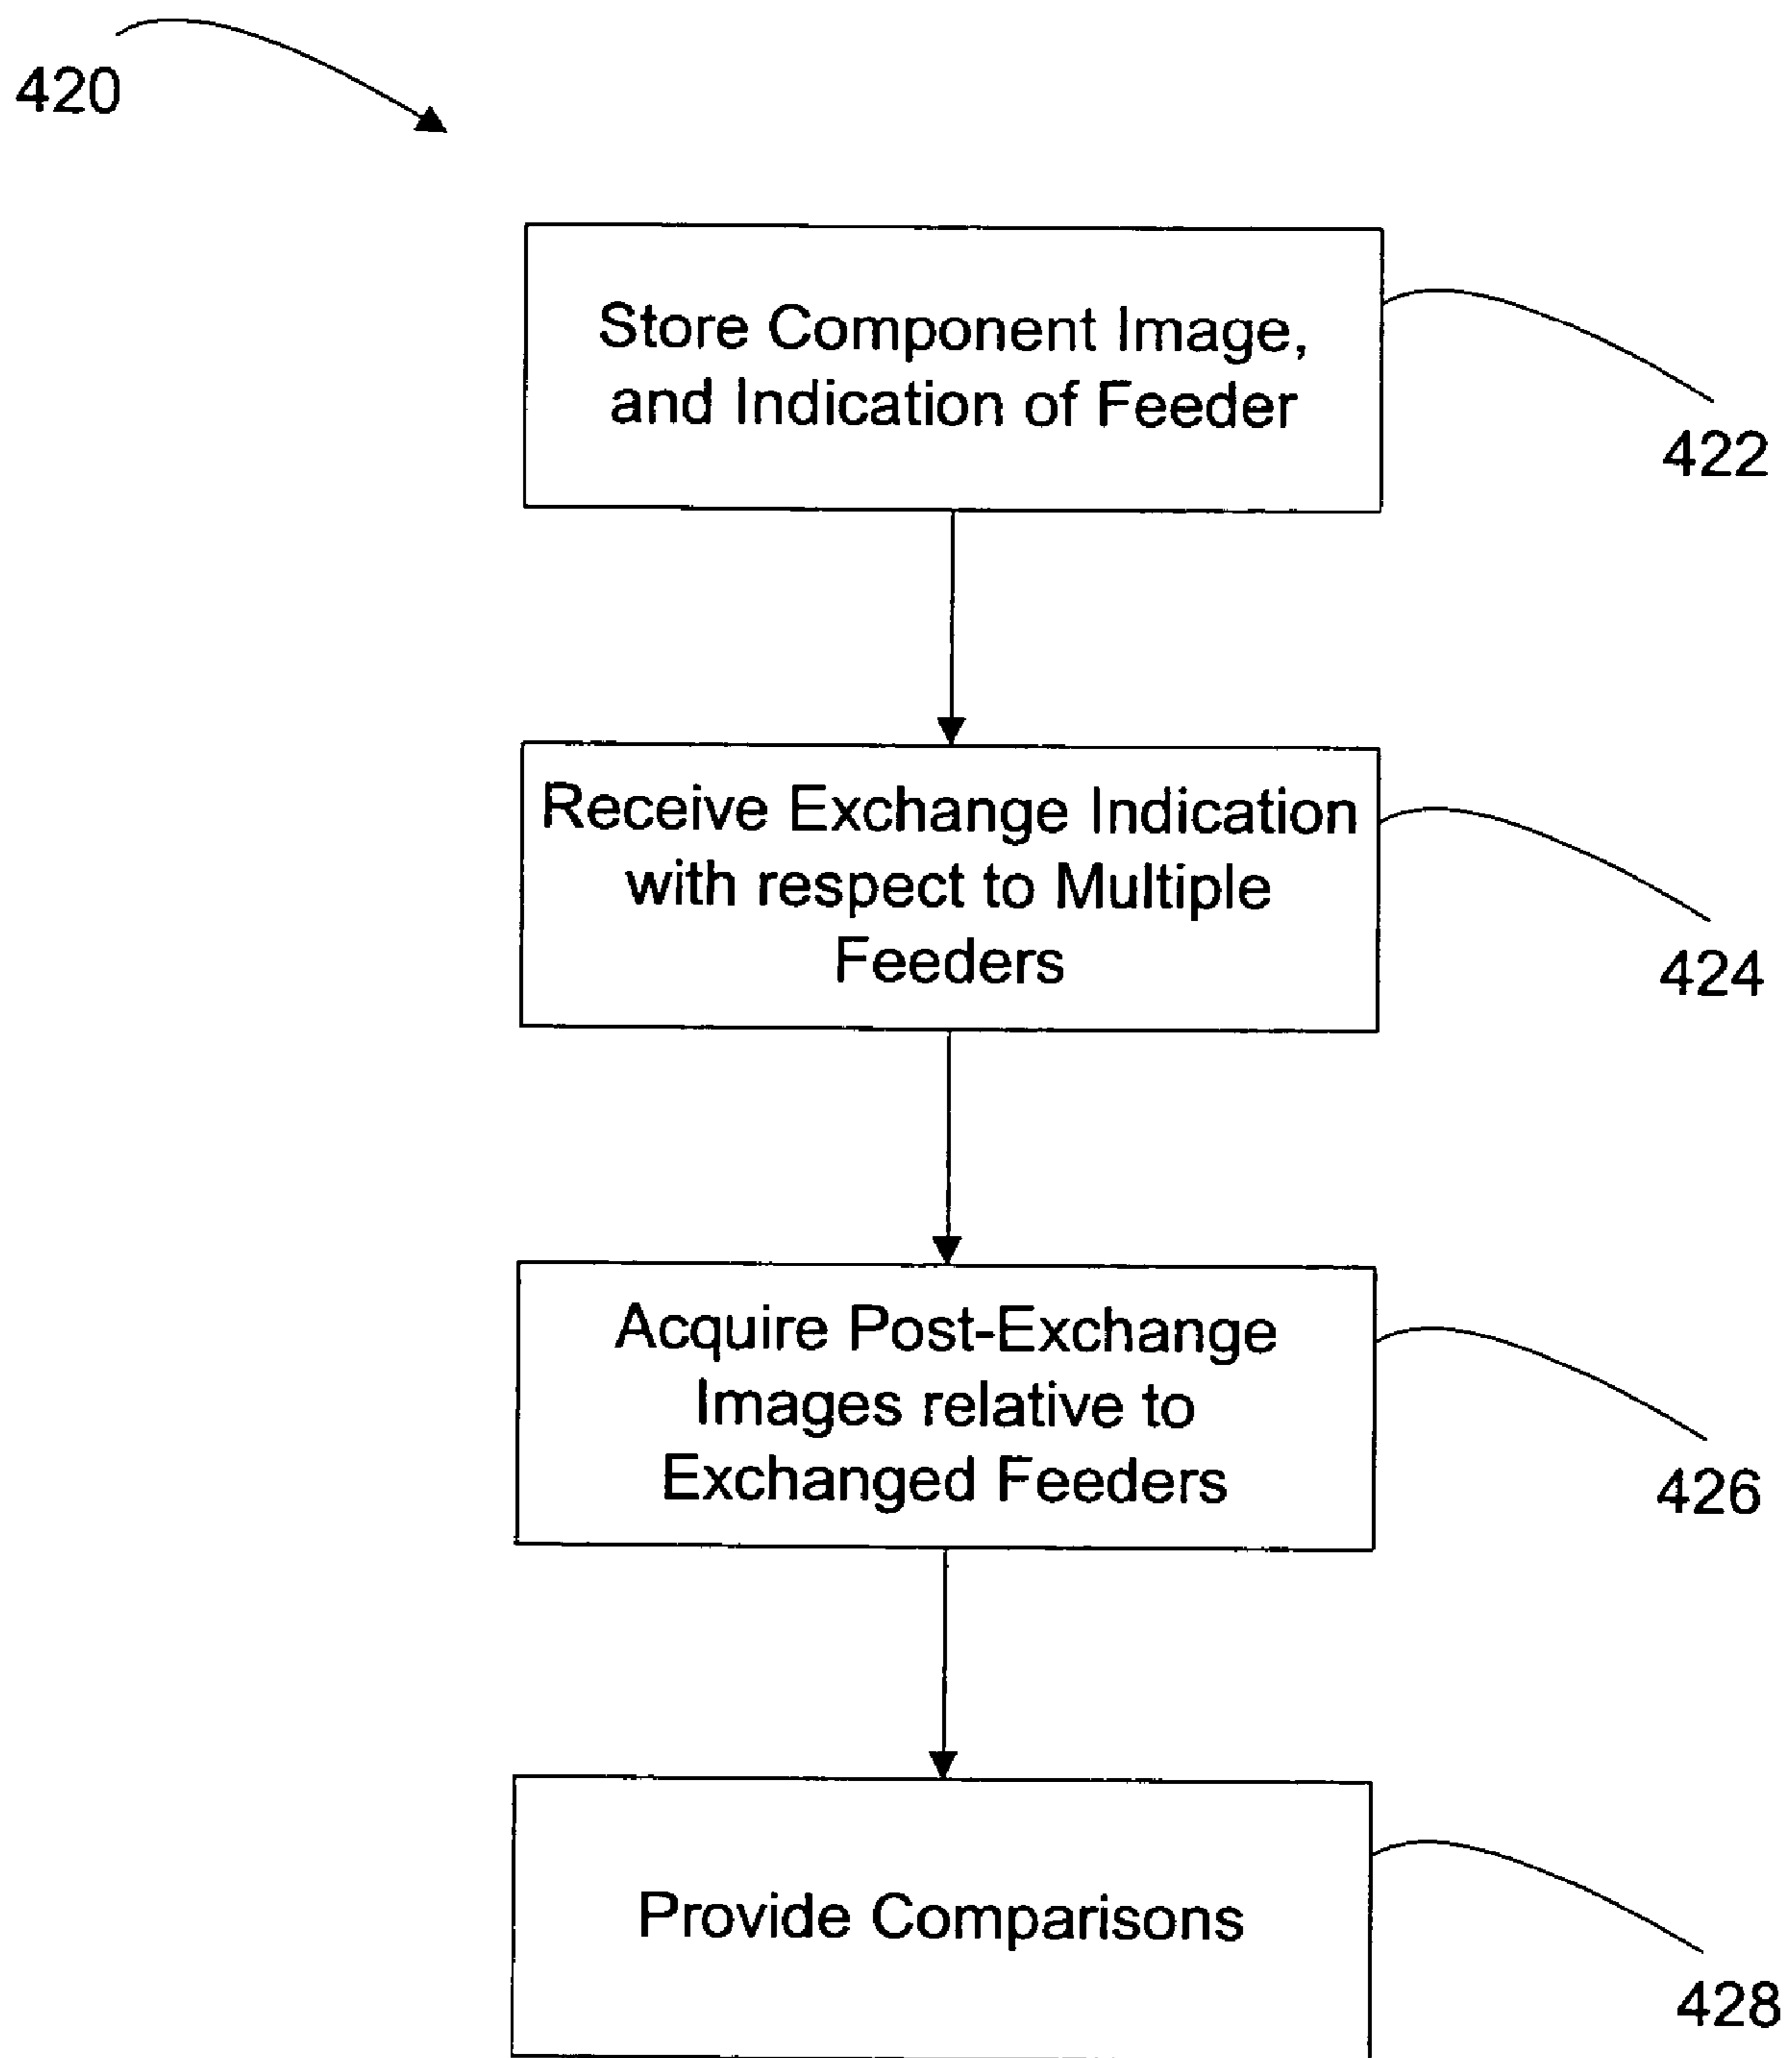 420
Store Component Image,
and Indication of Feeder
422
Receive Exchange Indication
with respect to Multiple
Feeders
424
Acquire Post-Exchange
Images relative to
Exchanged Feeders
426
Provide Comparisons
428